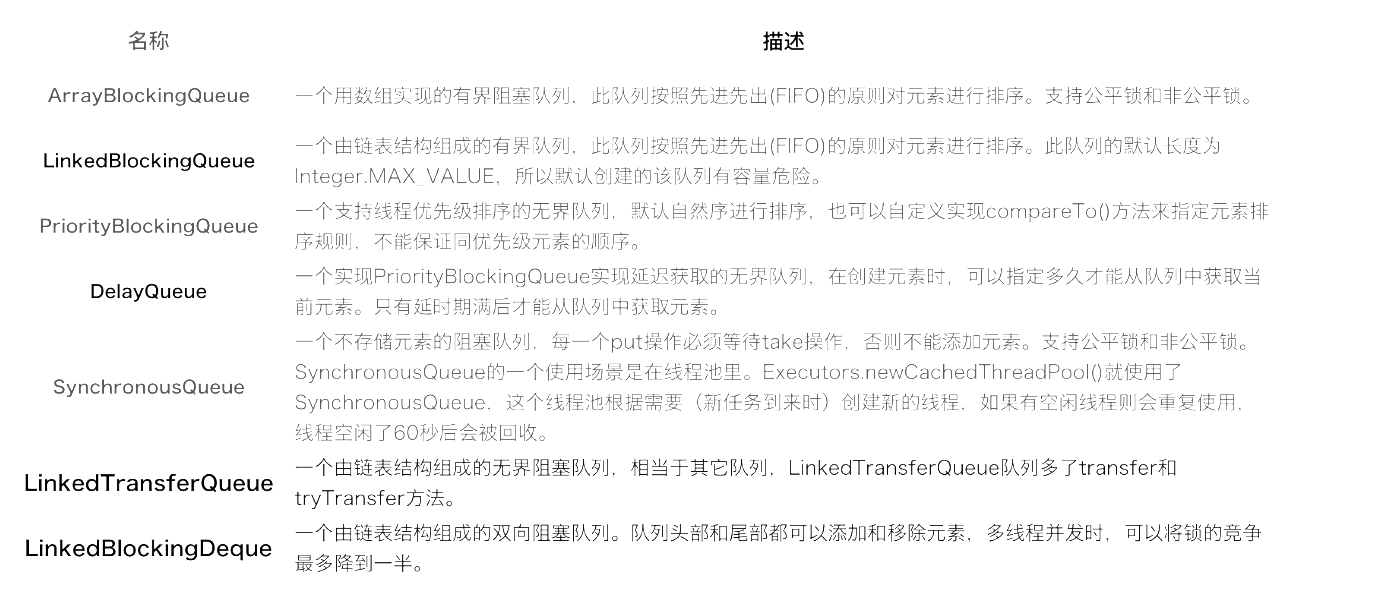 名称 描述
ArrayBlockingQueue 一个用数组实现的有界阻塞队列，此队列按照先进先出(FIFO)的原则对元素进行排序。支持公平锁和非公平锁。
LinkedBlockingQueue 一个由链表结构组成的有界队列，此队列按照先进先出(FIFO)的原则对元素进行排序。此队列的默认长度为
Integer.MAX_VALUE，所以默认创建的该队列有容量危险。
PriorityBlockingQueue 一个支持线程优先级排序的无界队列，默认自然序进行排序，也可以自定义实现compareTo()方法来指定元素排
序规则，不能保证同优先级元素的顺序。
DelayQueue 一个实现PriorityBlockingQueue实现延迟获取的无界队列，在创建元素时，可以指定多久才能从队列中获取当
前元素。只有延时期满后才能从队列中获取元素。
SynchronousQueue 一个不存储元素的阻塞队列，每一个put操作必须等待take操作，否则不能添加元素。支持公平锁和非公平锁。
SynchronousQueue的一个使用场景是在线程池里。Executors.newCachedThreadPool()就使用了
SynchronousQueue，这个线程池根据需要（新任务到来时）创建新的线程，如果有空闲线程则会重复使用，
线程空闲了60秒后会被回收。
LinkedTransferQueue 一个由链表结构组成的无界阻塞队列，相当于其它队列，LinkedTransferQueue队列多了transfer和
tryTransfer方法。
LinkedBlockingDeque 一个由链表结构组成的双向阻塞队列。队列头部和尾部都可以添加和移除元素，多线程并发时，可以将锁的竞争
最多降到一半。